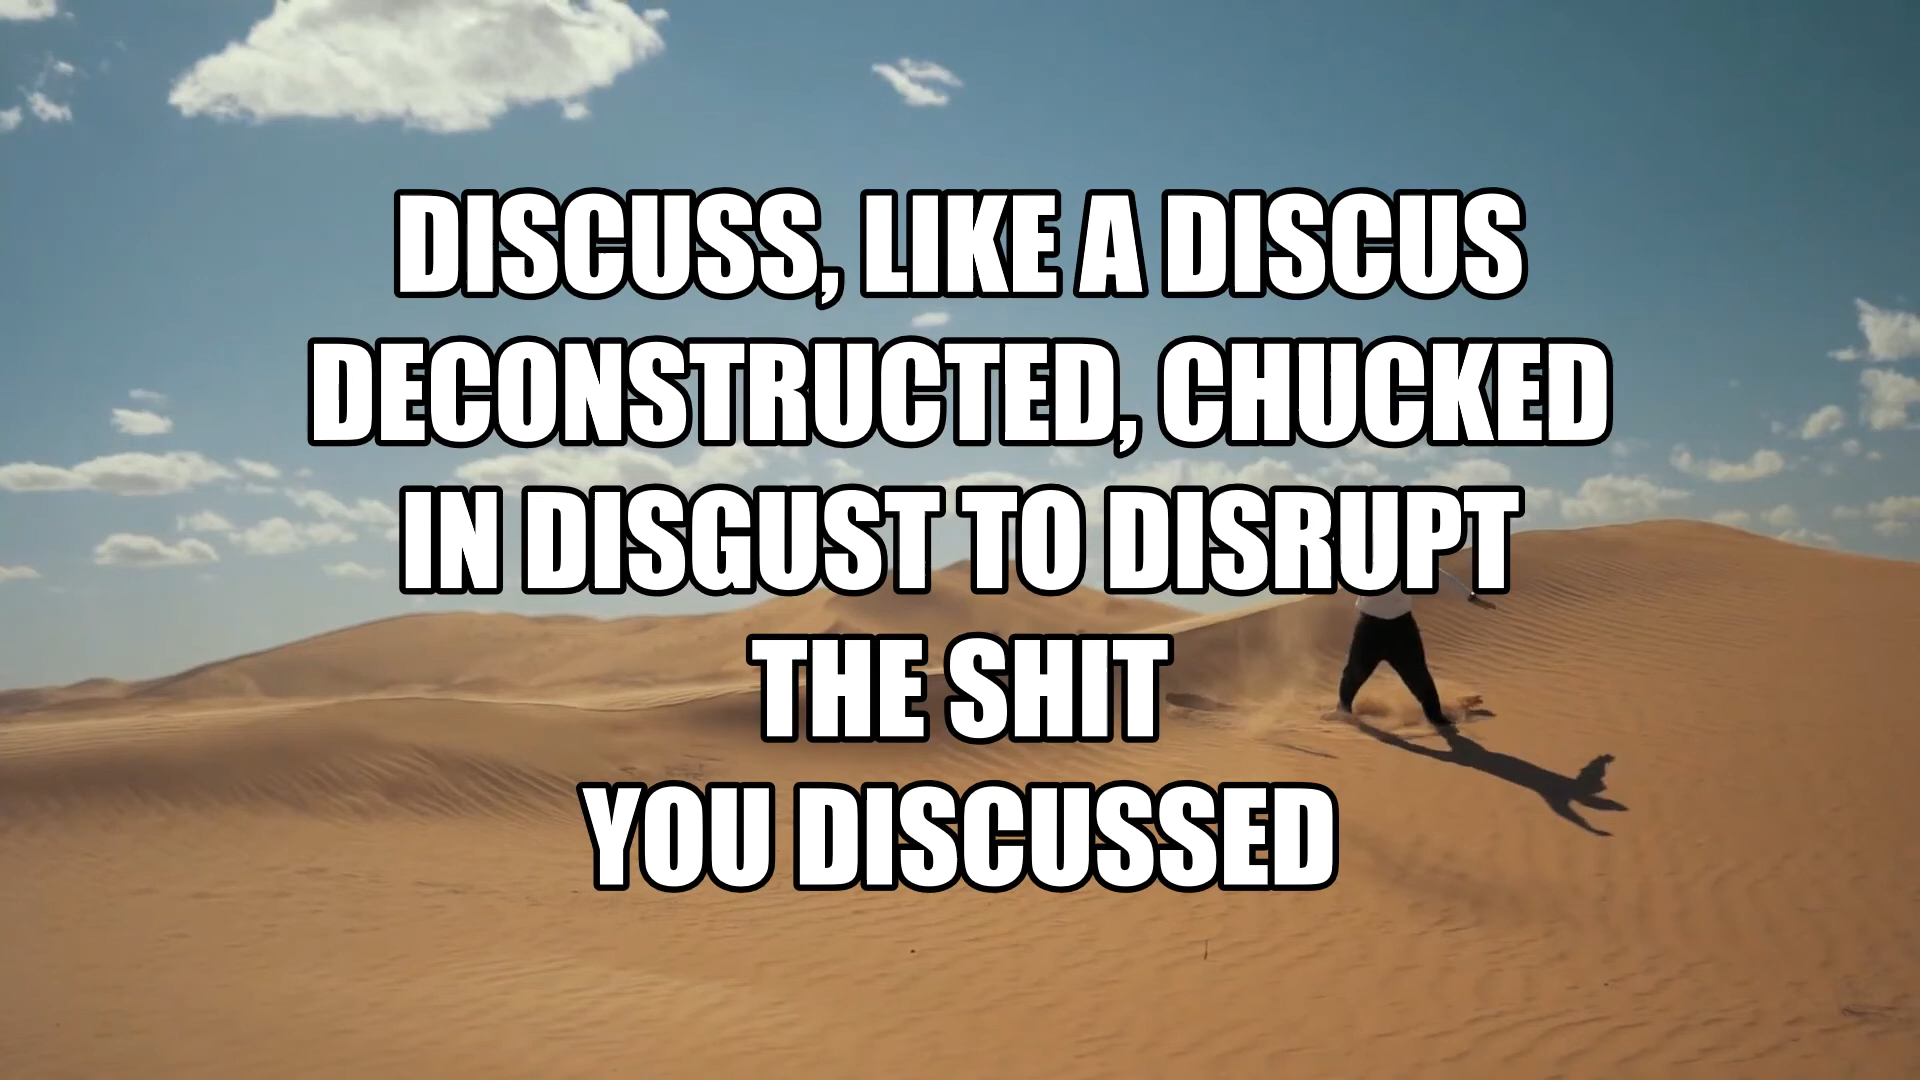 DISCUSS, LIKE A DISCUS
DECONSTRUCTED, CHUCKED
IN DISGUST TO DISRUPT
THE SHIT
YOU DISCUSSED